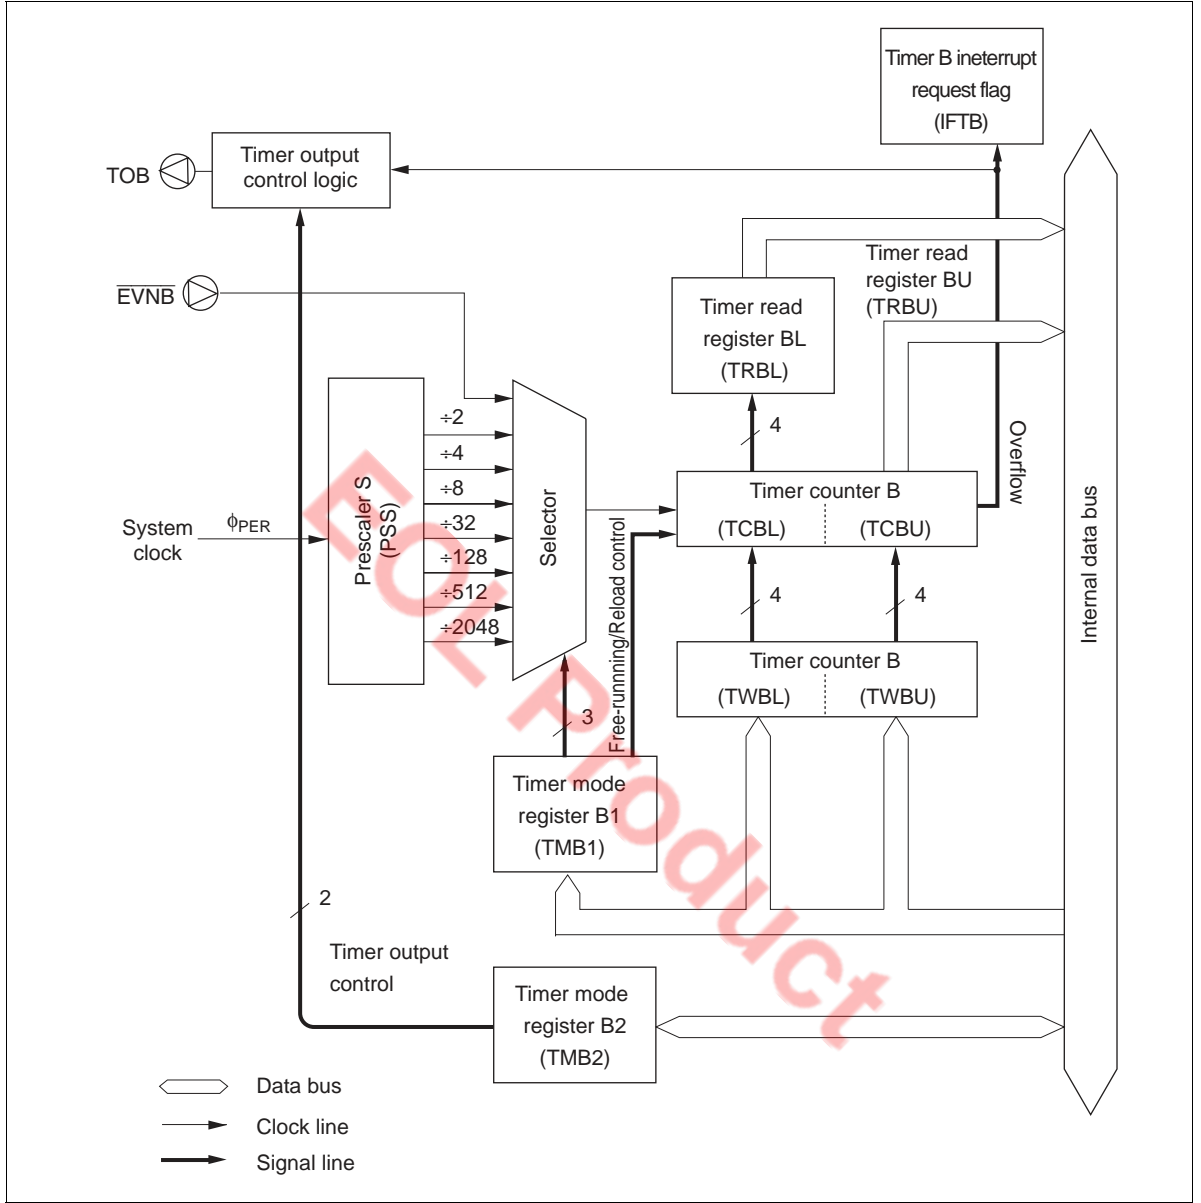 Timer B ineterrupt
request flag
(IFTB)
Timer output
control logic
TOB
EVNB
Timer read
register BU
(TRBU)
Timer read
register BL
(TRBL)
÷2
÷4
÷8
÷32
÷128
÷512
÷2048
Prescaler S
(PSS)
Selector
System
clock
ϕPER
4
Overflow
Timer counter B
(TCBL)
(TCBU)
Internal data bus
Free-runnning/Reload control
4
4
Timer counter B
(TWBL)
(TWBU)
3
Timer mode
register B1
(TMB1)
2
Timer output
control
Timer mode
register B2
(TMB2)
Data bus
Clock line
Signal line
EOL Product